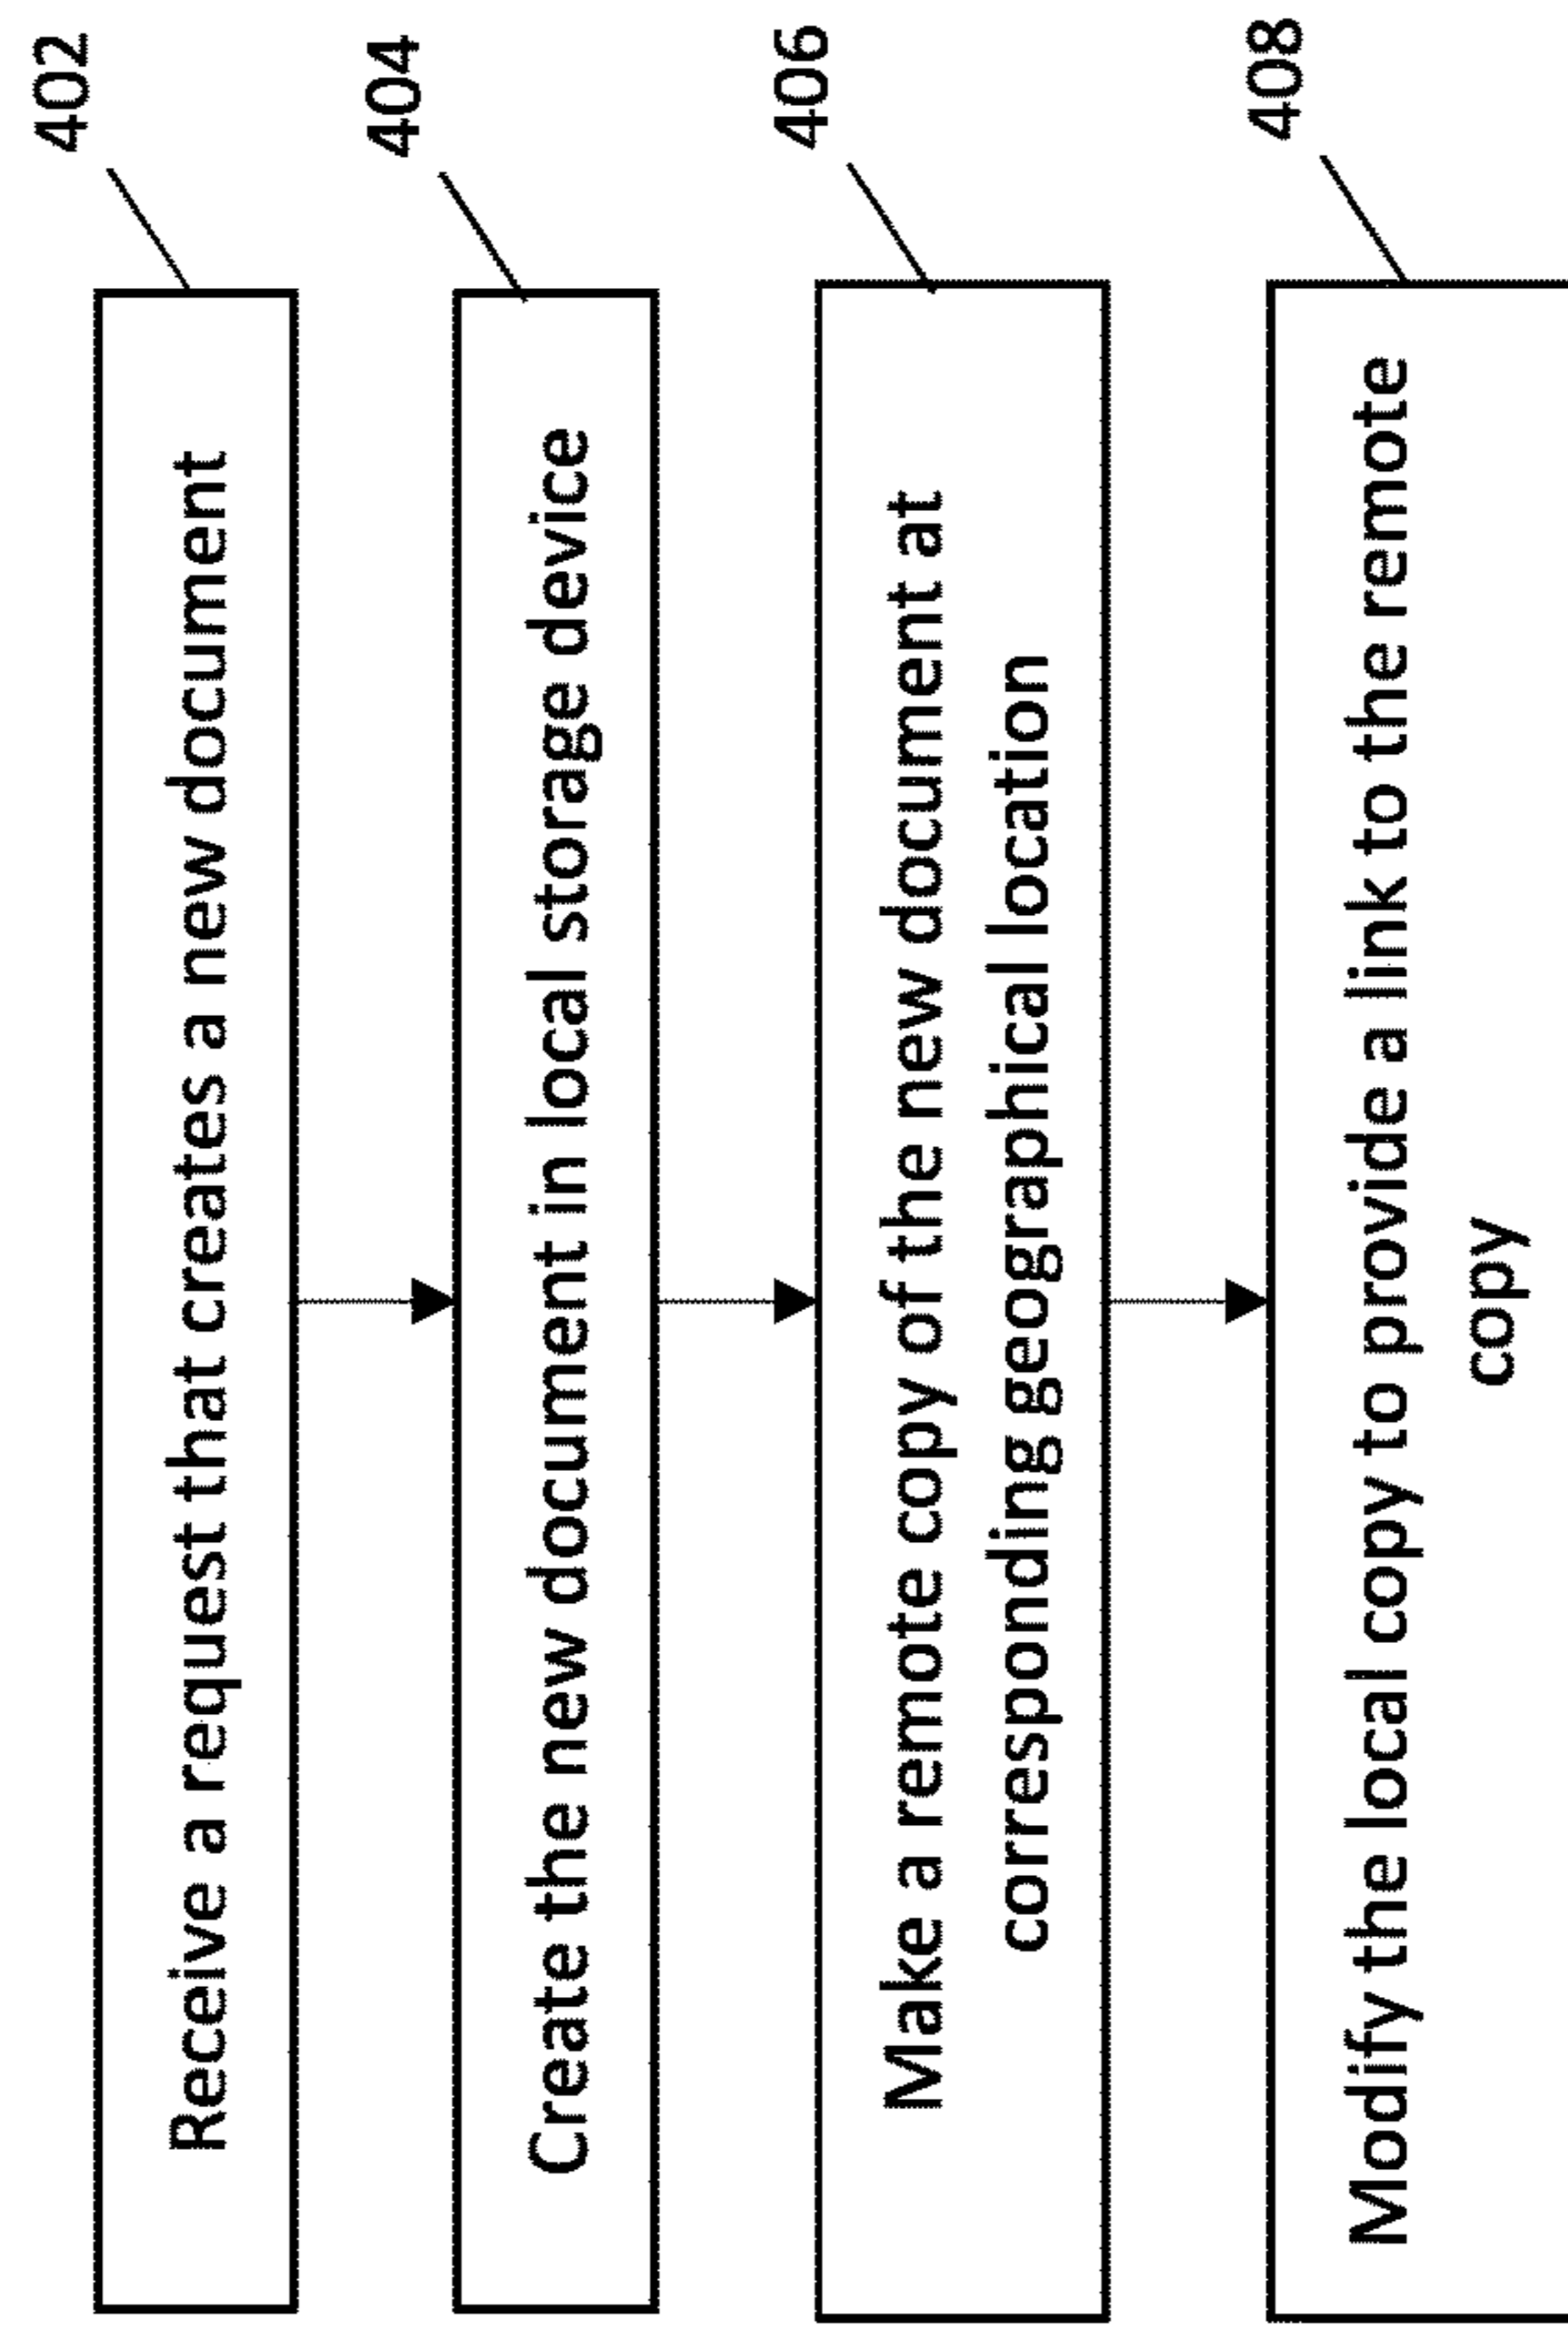 402
Receive a request that creates a new document
404
Create the new document in local storage device
406
Make a remote copy of the new document at
corresponding geographical location
408
Modify the local copy to provide a link to the remote
copy